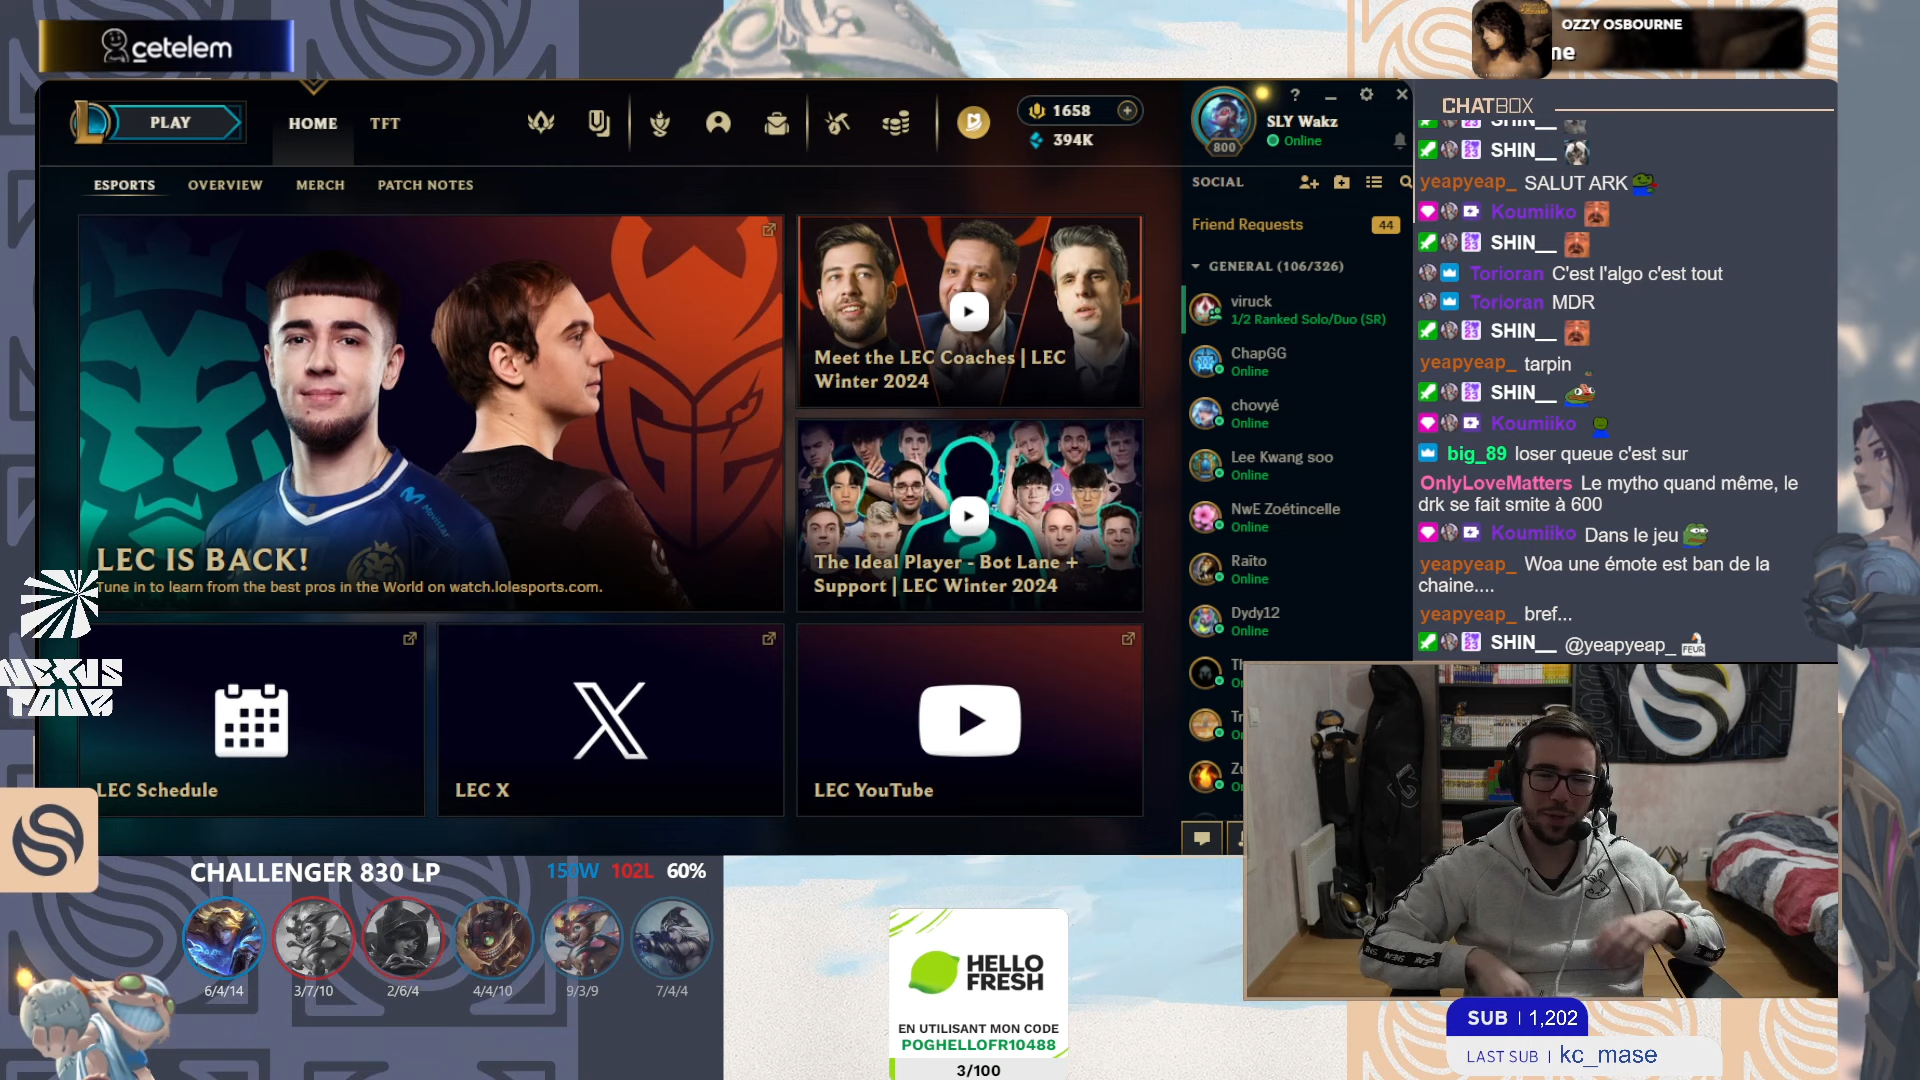 cetelem
OZZY OSBOURNE
ne
PLAY
HOME
TFT
1658
394K
800
SLY Wakz
Online
?
ESPORTS
OVERVIEW
MERCH
PATCH NOTES
LEC IS BACK!
Tune in to learn from the best pros in the World on watch.lolesports.com.
Meet the LEC Coaches | LEC
Winter 2024
The Ideal Player - Bot Lane +
Support | LEC Winter 2024
LEC Schedule
LEC X
LEC YouTube
SOCIAL
Friend Requests
44
GENERAL (106/326)
viruck
1/2 Ranked Solo/Duo (SR)
ChapGG
Online
chovyé
Online
Lee Kwang soo
Online
NwE Zoétincelle
Online
Raïto
Online
Dydy12
Online
CHATBOX
SHIN__
SHIN__
yeapyeap_ SALUT ARK
Koumiiko
SHIN__
Torioran C'est l'algo c'est tout
Torioran MDR
SHIN__
yeapyeap_ tarpin
SHIN__
Koumiiko
big_89 loser queue c'est sur
OnlyLoveMatters Le mytho quand même, le
drk se fait smite à 600
Koumiiko Dans le jeu
yeapyeap_ Woa une émote est ban de la
chaine....
yeapyeap_ bref...
SHIN__ @yeapyeap_ FEUR
NEXUS
TOUR
CHALLENGER 830 LP
150W 102L 60%
6/4/14
3/7/10
2/6/4
4/4/10
9/3/9
7/4/4
HELLO
FRESH
EN UTILISANT MON CODE
POGHELLOFR10488
3/100
SUB | 1,202
LAST SUB | kc_mase